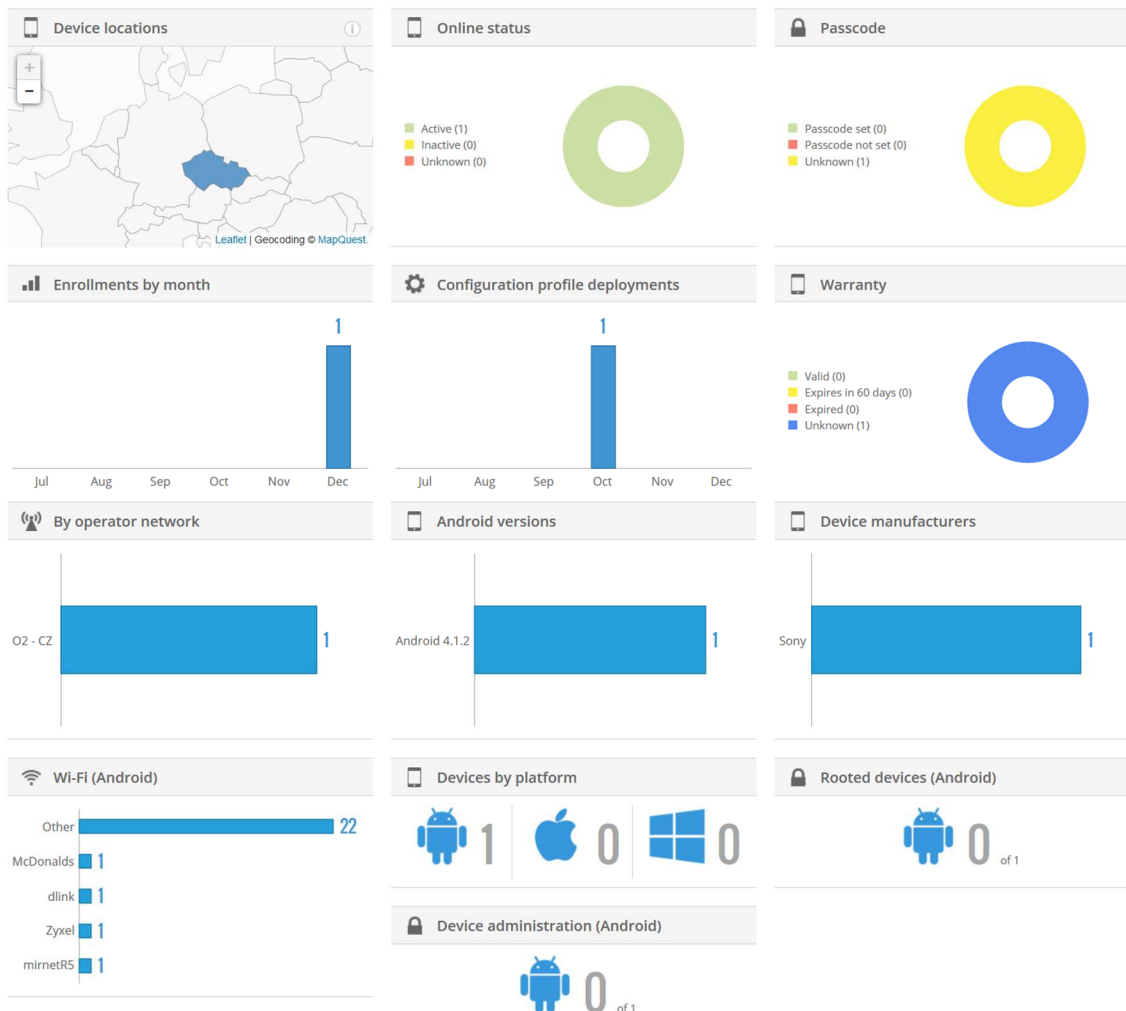 Device locations
+
−
Leaflet | Geocoding © MapQuest.
Online status
Active (1)
Inactive (0)
Unknown (0)
Passcode
Passcode set (0)
Passcode not set (0)
Unknown (1)
Enrollments by month
1
Jul Aug Sep Oct Nov Dec
Configuration profile deployments
1
Jul Aug Sep Oct Nov Dec
Warranty
Valid (0)
Expires in 60 days (0)
Expired (0)
Unknown (1)
By operator network
O2 - CZ 1
Android versions
Android 4.1.2 1
Device manufacturers
Sony 1
Wi-Fi (Android)
Other 22
McDonalds 1
dlink 1
Zyxel 1
mirnetR5 1
Devices by platform
1 0 0
Rooted devices (Android)
0 of 1
Device administration (Android)
0 of 1